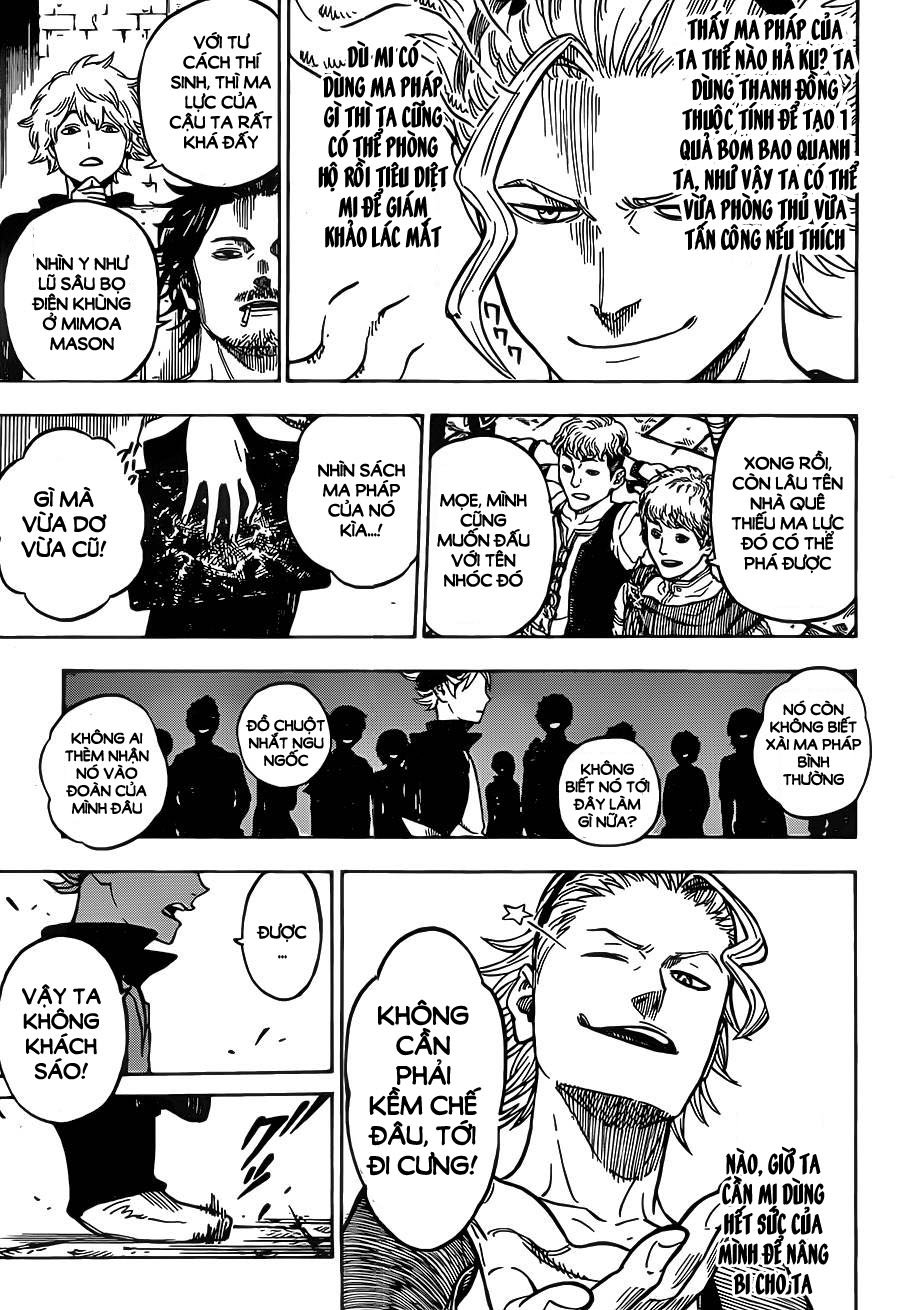 THẤY MA PHÁP CỦA
TA THẾ NÀO HẢ KU? TA
DÙNG THANH ĐỒNG
THUỘC TÍNH ĐỂ TẠO 1
QUẢ BOM BAO QUANH
TA, NHƯ VẬY TA CÓ THỂ
VỪA PHÒNG THỦ VỪA
TẤN CÔNG NẾU THÍCH
DÙ MI CÓ
DÙNG MA PHÁP
GÌ THÌ TA CŨNG
CÓ THỂ PHÒNG
HỘ RỒI TIÊU DIỆT
MI ĐỂ GIÁM
KHẢO LÁC MẮT
ククク
VỚI TƯ
CÁCH THÍ
SINH, THÌ MA
LỰC CỦA
CẬU TA RẤT
KHÁ ĐẤY
NHÌN Y NHƯ
LŨ SÂU BỌ
ĐIÊN KHÙNG
Ở MIMOA
MASON
XONG RỒI,
CÒN LÂU TÊN
NHÀ QUÊ
THIẾU MA LỰC
ĐÓ CÓ THỂ
PHÁ ĐƯỢC
MỌE, MÌNH
CŨNG
MUỐN ĐẤU
VỚI TÊN
NHỐC ĐÓ
NHÌN SÁCH
MA PHÁP
CỦA NÓ
KÌA...!
GÌ MÀ
VỪA DƠ
VỪA CŨ!
NÓ CÒN
KHÔNG BIẾT
XÀI MA PHÁP
BÌNH
THƯỜNG
KHÔNG
BIẾT NÓ TỚI
ĐÂY LÀM
GÌ NỮA?
ĐỒ CHUỘT
NHẮT NGU
NGỐC
KHÔNG AI
THÈM NHẬN
NÓ VÀO
ĐOÀN CỦA
MÌNH ĐÂU
KHÔNG
CẦN
PHẢI
KỀM CHẾ
ĐÂU, TỚI
ĐI CƯNG!
NÀO, GIỜ TA
CẦN MI DÙNG
HẾT SỨC CỦA
MÌNH ĐỂ NÂNG
BI CHO TA
ĐƯỢC
...
VẬY TA
KHÔNG
KHÁCH
SÁO!